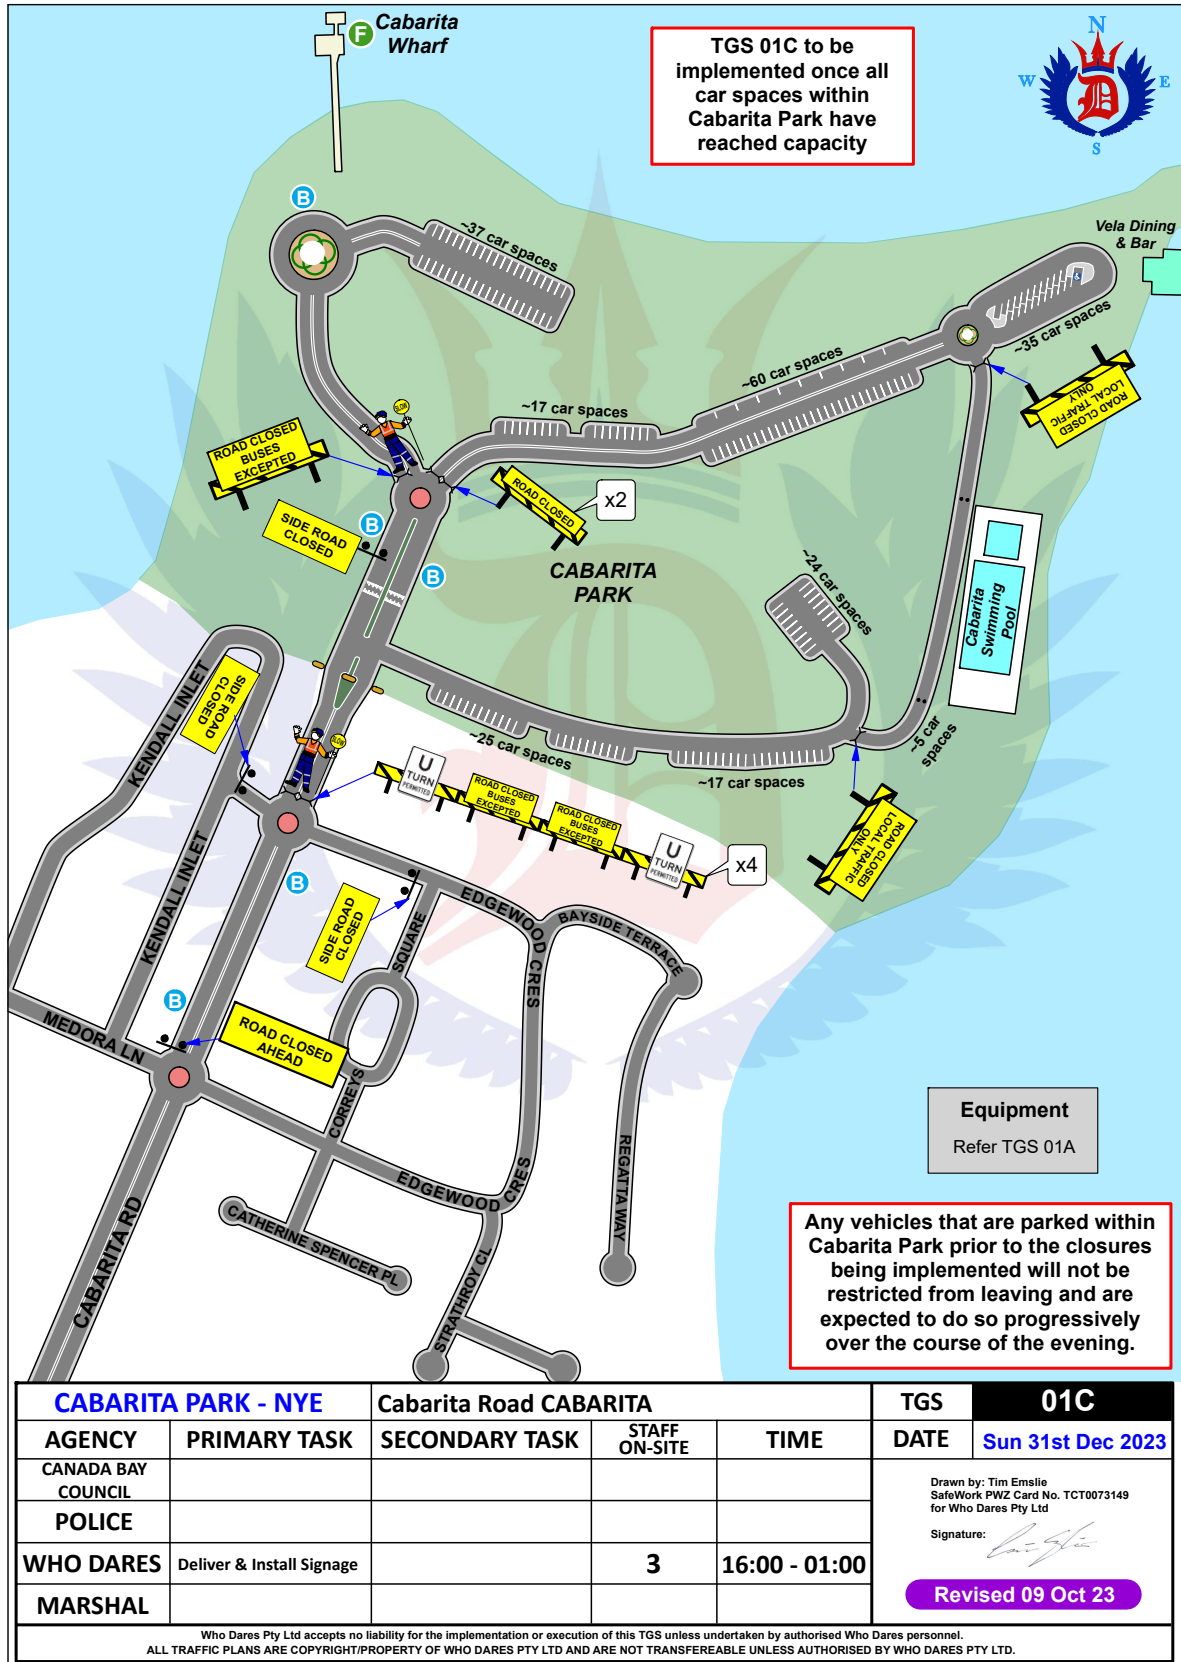 F
Cabarita
Wharf
TGS 01C to be
implemented once all
car spaces within
Cabarita Park have
reached capacity
N
W
E
D
S
B
~37 car spaces
Vela Dining
& Bar
~35 car spaces
~60 car spaces
~17 car spaces
SLOW
ROAD CLOSED
LOCAL TRAFFIC
ONLY
ROAD CLOSED
BUSES
EXCEPTED
ROAD CLOSED
x2
SIDE ROAD
CLOSED
B
B
CABARITA
PARK
~24 car spaces
Cabarita
Swimming
Pool
KENDALL INLET
SIDE ROAD
CLOSED
SLOW
~25 car spaces
~17 car spaces
~5 car
spaces
U
TURN
PERMITTED
ROAD CLOSED
BUSES
EXCEPTED
ROAD CLOSED
BUSES
EXCEPTED
U
TURN
PERMITTED
x4
ROAD CLOSED
LOCAL TRAFFIC
ONLY
KENDALL INLET
B
SIDE ROAD
CLOSED
SQUARE
EDGEWOOD
CRES
BAYSIDE TERRACE
B
MEDORA LN
ROAD CLOSED
AHEAD
CORREYS
EDGEWOOD
CRES
REGATTA WAY
CATHERINE SPENCER PL
STRATHROY CL
CABARITA RD
Equipment
Refer TGS 01A
Any vehicles that are parked within
Cabarita Park prior to the closures
being implemented will not be
restricted from leaving and are
expected to do so progressively
over the course of the evening.
CABARITA PARK - NYE
Cabarita Road CABARITA
TGS
01C
AGENCY
PRIMARY TASK
SECONDARY TASK
STAFF
ON-SITE
TIME
DATE
Sun 31st Dec 2023
CANADA BAY
COUNCIL
POLICE
WHO DARES
Deliver & Install Signage
3
16:00 - 01:00
MARSHAL
Drawn by: Tim Emslie
SafeWork PWZ Card No. TCT0073149
for Who Dares Pty Ltd
Signature:
Revised 09 Oct 23
Who Dares Pty Ltd accepts no liability for the implementation or execution of this TGS unless undertaken by authorised Who Dares personnel.
ALL TRAFFIC PLANS ARE COPYRIGHT/PROPERTY OF WHO DARES PTY LTD AND ARE NOT TRANSFEREABLE UNLESS AUTHORISED BY WHO DARES PTY LTD.